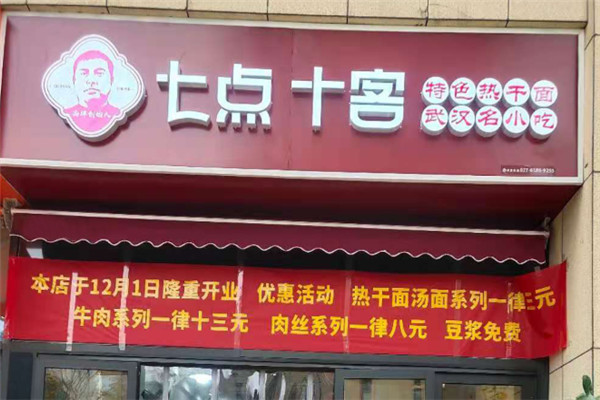 七点十客
特色热干面
武汉名小吃
本店于12月1日隆重开业 优惠活动 热干面汤面系列一律三元
牛肉系列一律十三元 肉丝系列一律八元 豆浆免费